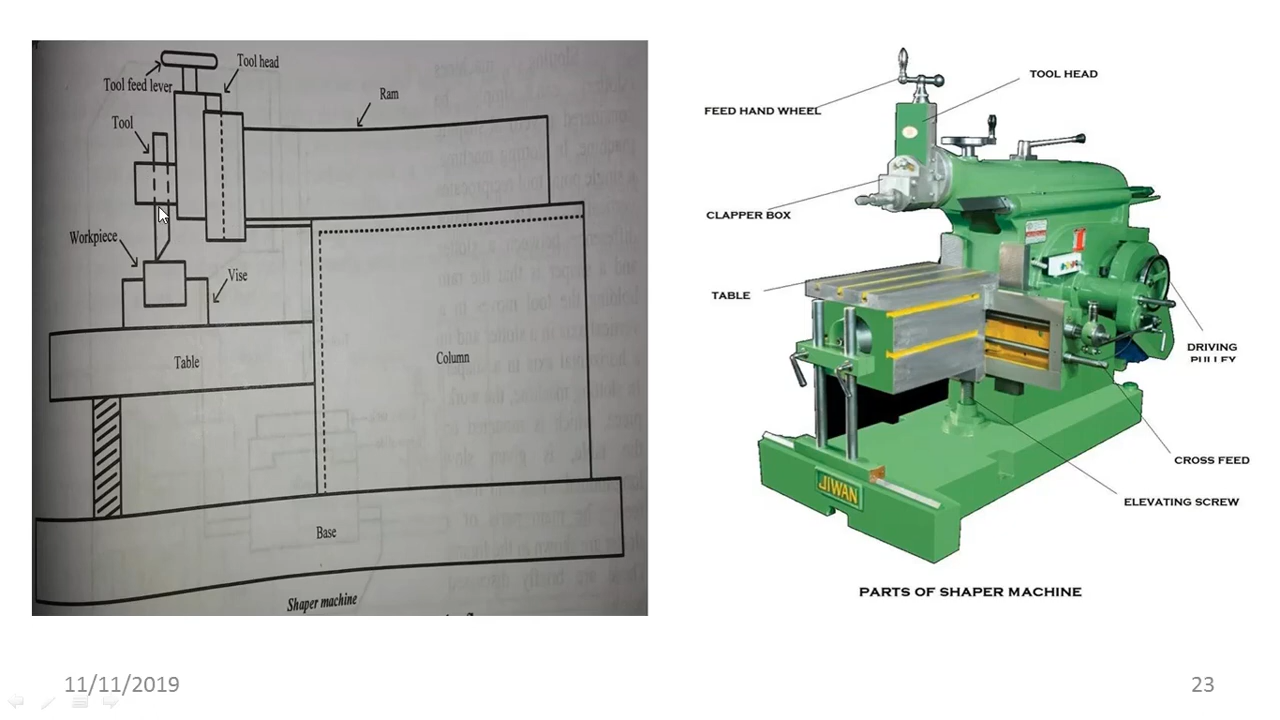 Tool head
Tool feed lever
Ram
Tool
Workpiece
Vise
Table
Column
Base
Shaper machine
TOOL HEAD
FEED HAND WHEEL
CLAPPER BOX
TABLE
DRIVING
PULLEY
CROSS FEED
ELEVATING SCREW
JIWAN
PARTS OF SHAPER MACHINE
11/11/2019
23